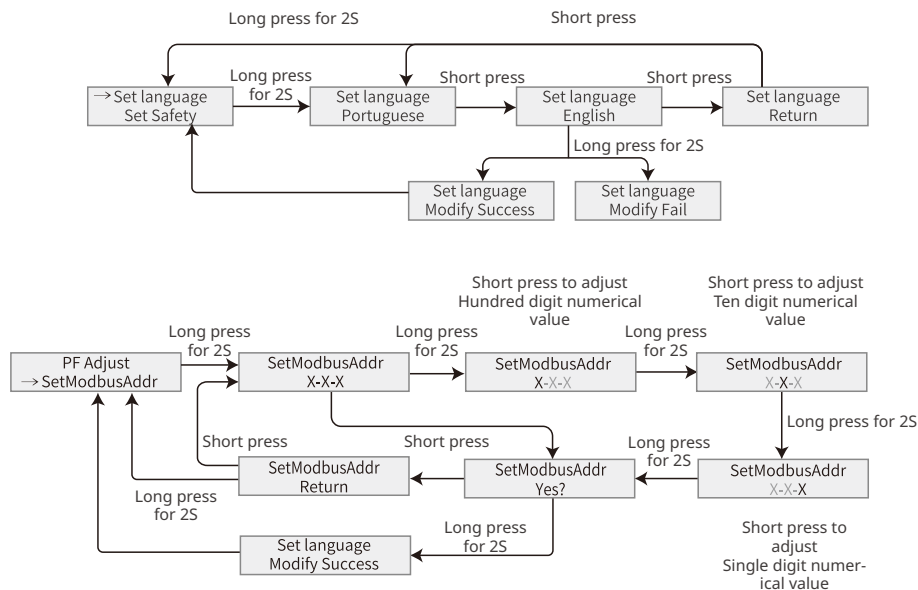 Long press for 2S
Short press
Long press
for 2S
Short press
Short press
→ Set language
Set Safety
Set language
Portuguese
Set language
English
Set language
Return
Long press for 2S
Set language
Modify Success
Set language
Modify Fail
Short press to adjust
Hundred digit numerical
value
Short press to adjust
Ten digit numerical
value
Long press
for 2S
Long press
for 2S
Long press
for 2S
PF Adjust
→ SetModbusAddr
SetModbusAddr
X-X-X
SetModbusAddr
X-X-X
SetModbusAddr
X-X-X
Long press for 2S
Short press
Short press
Long press
for 2S
SetModbusAddr
Return
SetModbusAddr
Yes?
SetModbusAddr
X-X-X
Long press
for 2S
Long press
for 2S
Set language
Modify Success
Short press to
adjust
Single digit numer-
ical value